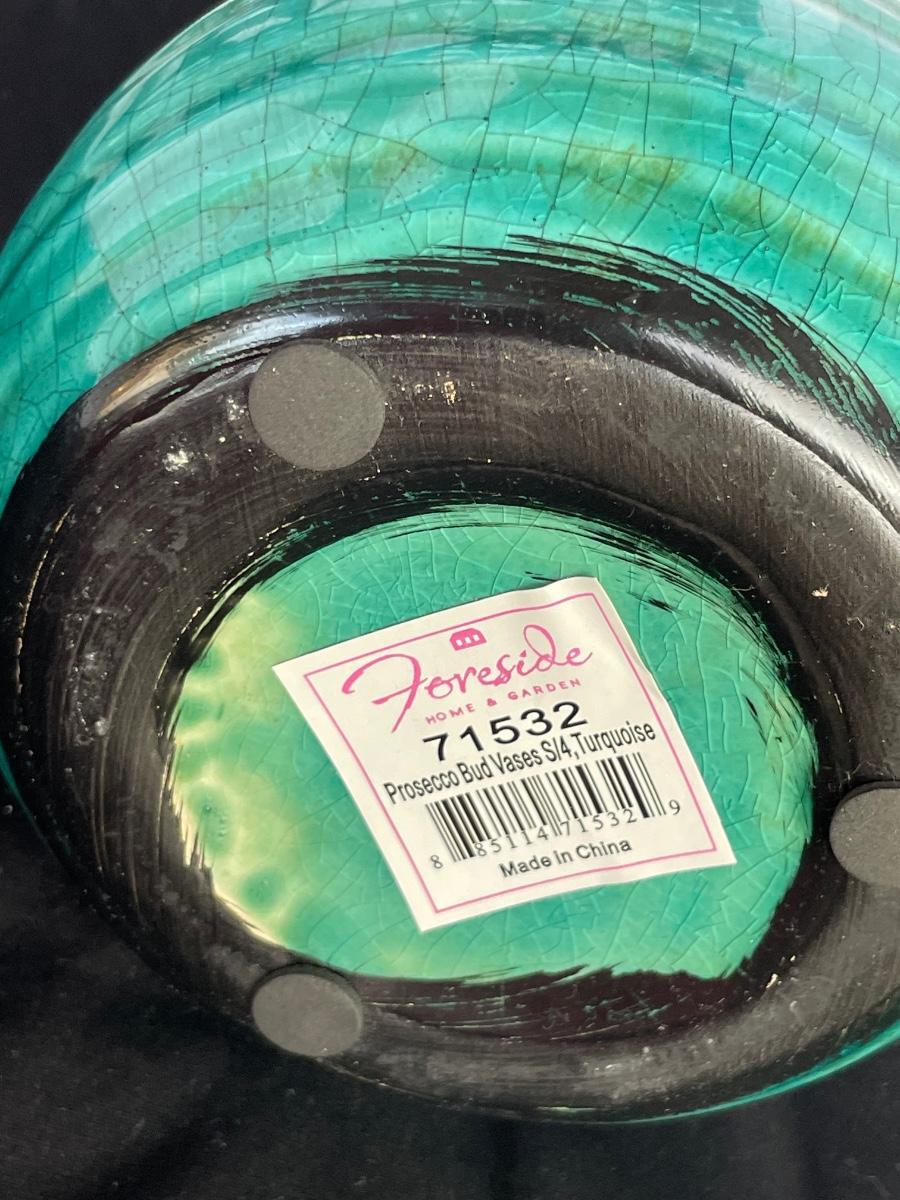 Foreside
HOME & GARDEN
71532
Prosecco Bud Vases S/4, Turquoise
8 85114 71532 9
Made in China